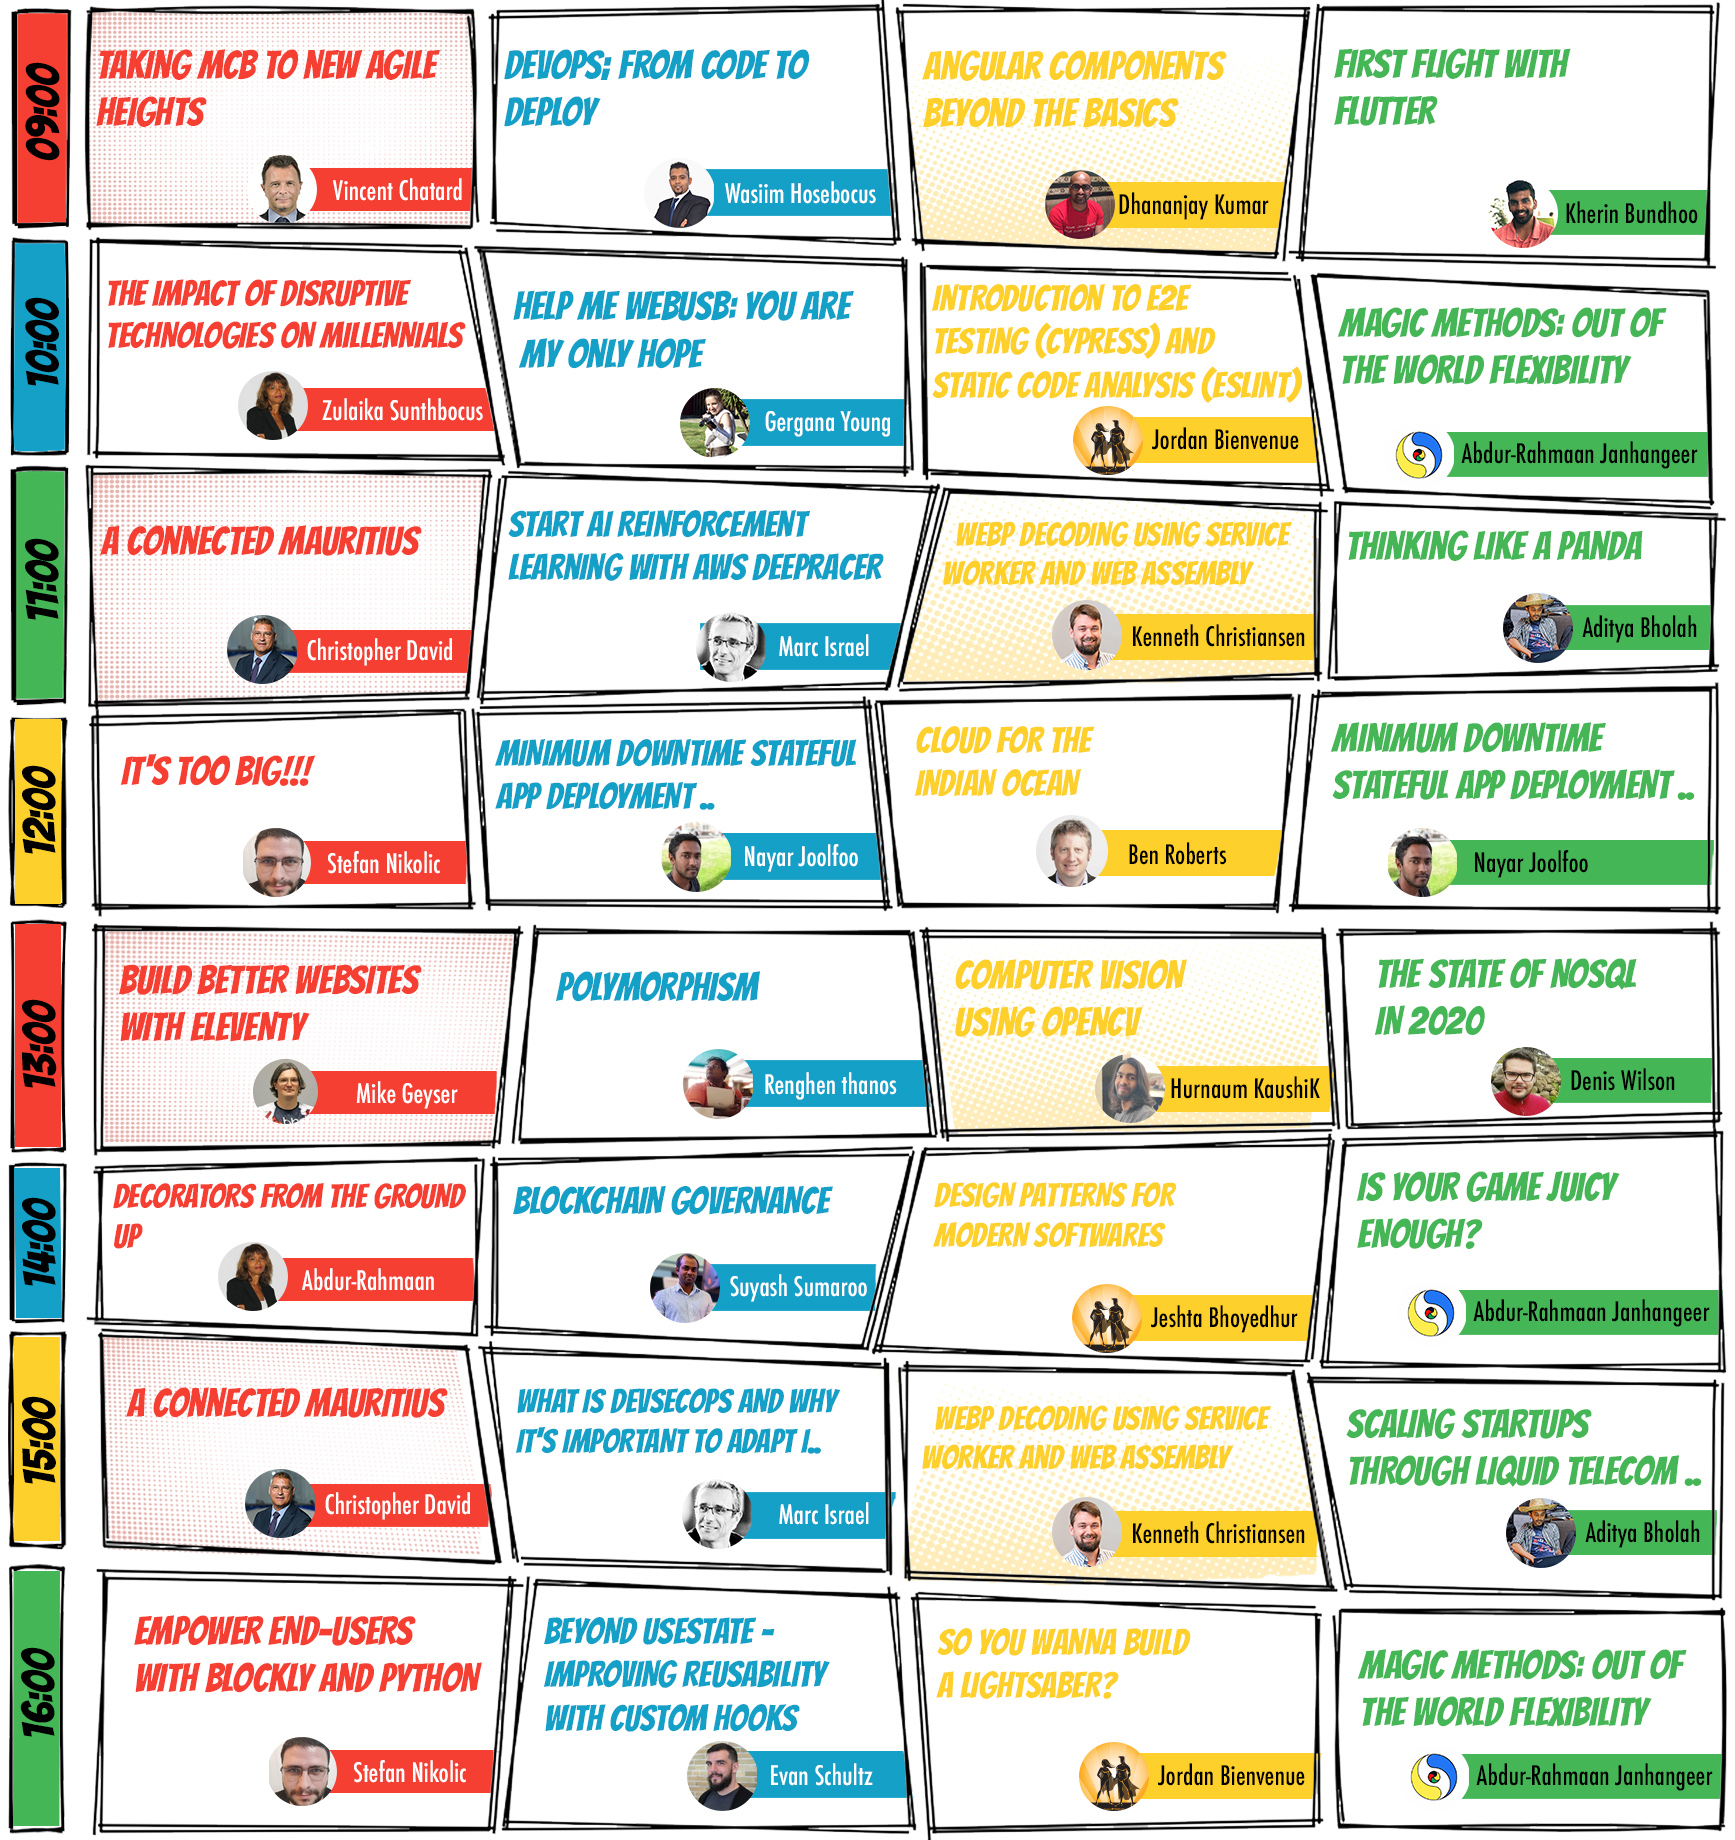 09:00
TAKING MCB TO NEW AGILE
HEIGHTS
Vincent Chatard
DEVOPS: FROM CODE TO
DEPLOY
Wasiim Hosebocus
ANGULAR COMPONENTS
BEYOND THE BASICS
Dhananjay Kumar
FIRST FLIGHT WITH
FLUTTER
Kherin Bundhoo
10:00
THE IMPACT OF DISRUPTIVE
TECHNOLOGIES ON MILLENNIALS
Zulaika Sunthbocus
HELP ME WEBUSB: YOU ARE
MY ONLY HOPE
Gergana Young
INTRODUCTION TO E2E
TESTING (CYPRESS) AND
STATIC CODE ANALYSIS (ESLINT)
Jordan Bienvenue
MAGIC METHODS: OUT OF
THE WORLD FLEXIBILITY
Abdur-Rahmaan Janhangeer
11:00
A CONNECTED MAURITIUS
Christopher David
START AI REINFORCEMENT
LEARNING WITH AWS DEEPRACER
Marc Israel
WEBP DECODING USING SERVICE
WORKER AND WEB ASSEMBLY
Kenneth Christiansen
THINKING LIKE A PANDA
Aditya Bholah
12:00
IT'S TOO BIG!!!
Stefan Nikolic
MINIMUM DOWNTIME STATEFUL
APP DEPLOYMENT ..
Nayar Joolfoo
CLOUD FOR THE
INDIAN OCEAN
Ben Roberts
MINIMUM DOWNTIME
STATEFUL APP DEPLOYMENT ..
Nayar Joolfoo
13:00
BUILD BETTER WEBSITES
WITH ELEVENTY
Mike Geyser
POLYMORPHISM
Renghen thanos
COMPUTER VISION
USING OPENCV
Hurnaum KaushiK
THE STATE OF NOSQL
IN 2020
Denis Wilson
14:00
DECORATORS FROM THE GROUND
UP
Abdur-Rahmaan
BLOCKCHAIN GOVERNANCE
Suyash Sumaroo
DESIGN PATTERNS FOR
MODERN SOFTWARES
Jeshta Bhoyedhur
IS YOUR GAME JUICY
ENOUGH?
Abdur-Rahmaan Janhangeer
15:00
A CONNECTED MAURITIUS
Christopher David
WHAT IS DEVSECOPS AND WHY
IT'S IMPORTANT TO ADAPT I..
Marc Israel
WEBP DECODING USING SERVICE
WORKER AND WEB ASSEMBLY
Kenneth Christiansen
SCALING STARTUPS
THROUGH LIQUID TELECOM ..
Aditya Bholah
16:00
EMPOWER END-USERS
WITH BLOCKLY AND PYTHON
Stefan Nikolic
BEYOND USESTATE -
IMPROVING REUSABILITY
WITH CUSTOM HOOKS
Evan Schultz
SO YOU WANNA BUILD
A LIGHTSABER?
Jordan Bienvenue
MAGIC METHODS: OUT OF
THE WORLD FLEXIBILITY
Abdur-Rahmaan Janhangeer